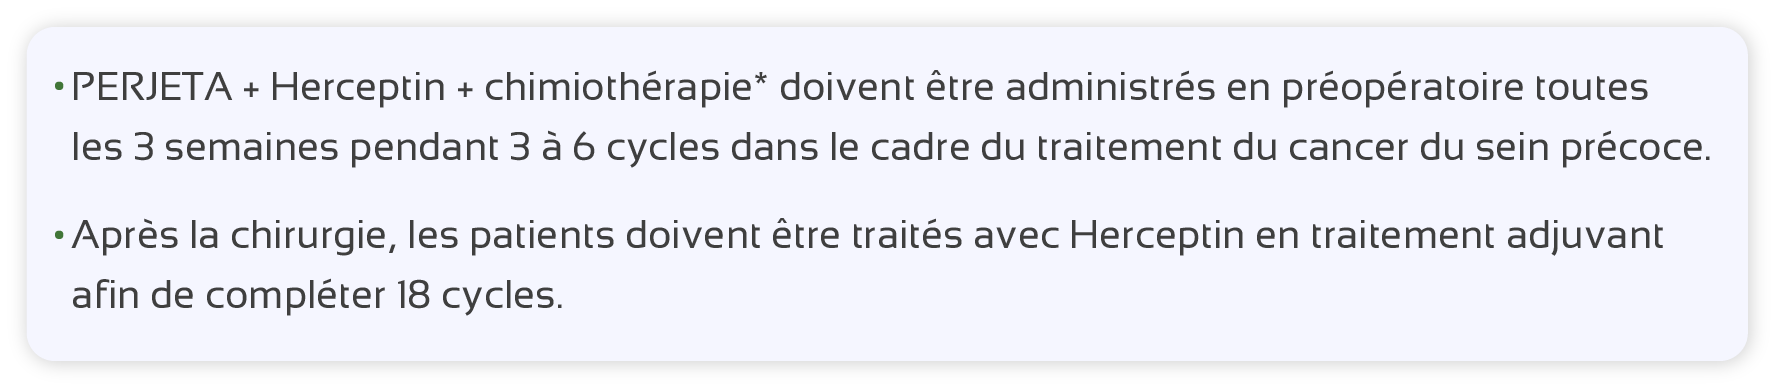 • PERJETA + Herceptin + chimiothérapie* doivent être administrés en préopératoire toutes
les 3 semaines pendant 3 à 6 cycles dans le cadre du traitement du cancer du sein précoce.
• Après la chirurgie, les patients doivent être traités avec Herceptin en traitement adjuvant
afin de compléter 18 cycles.